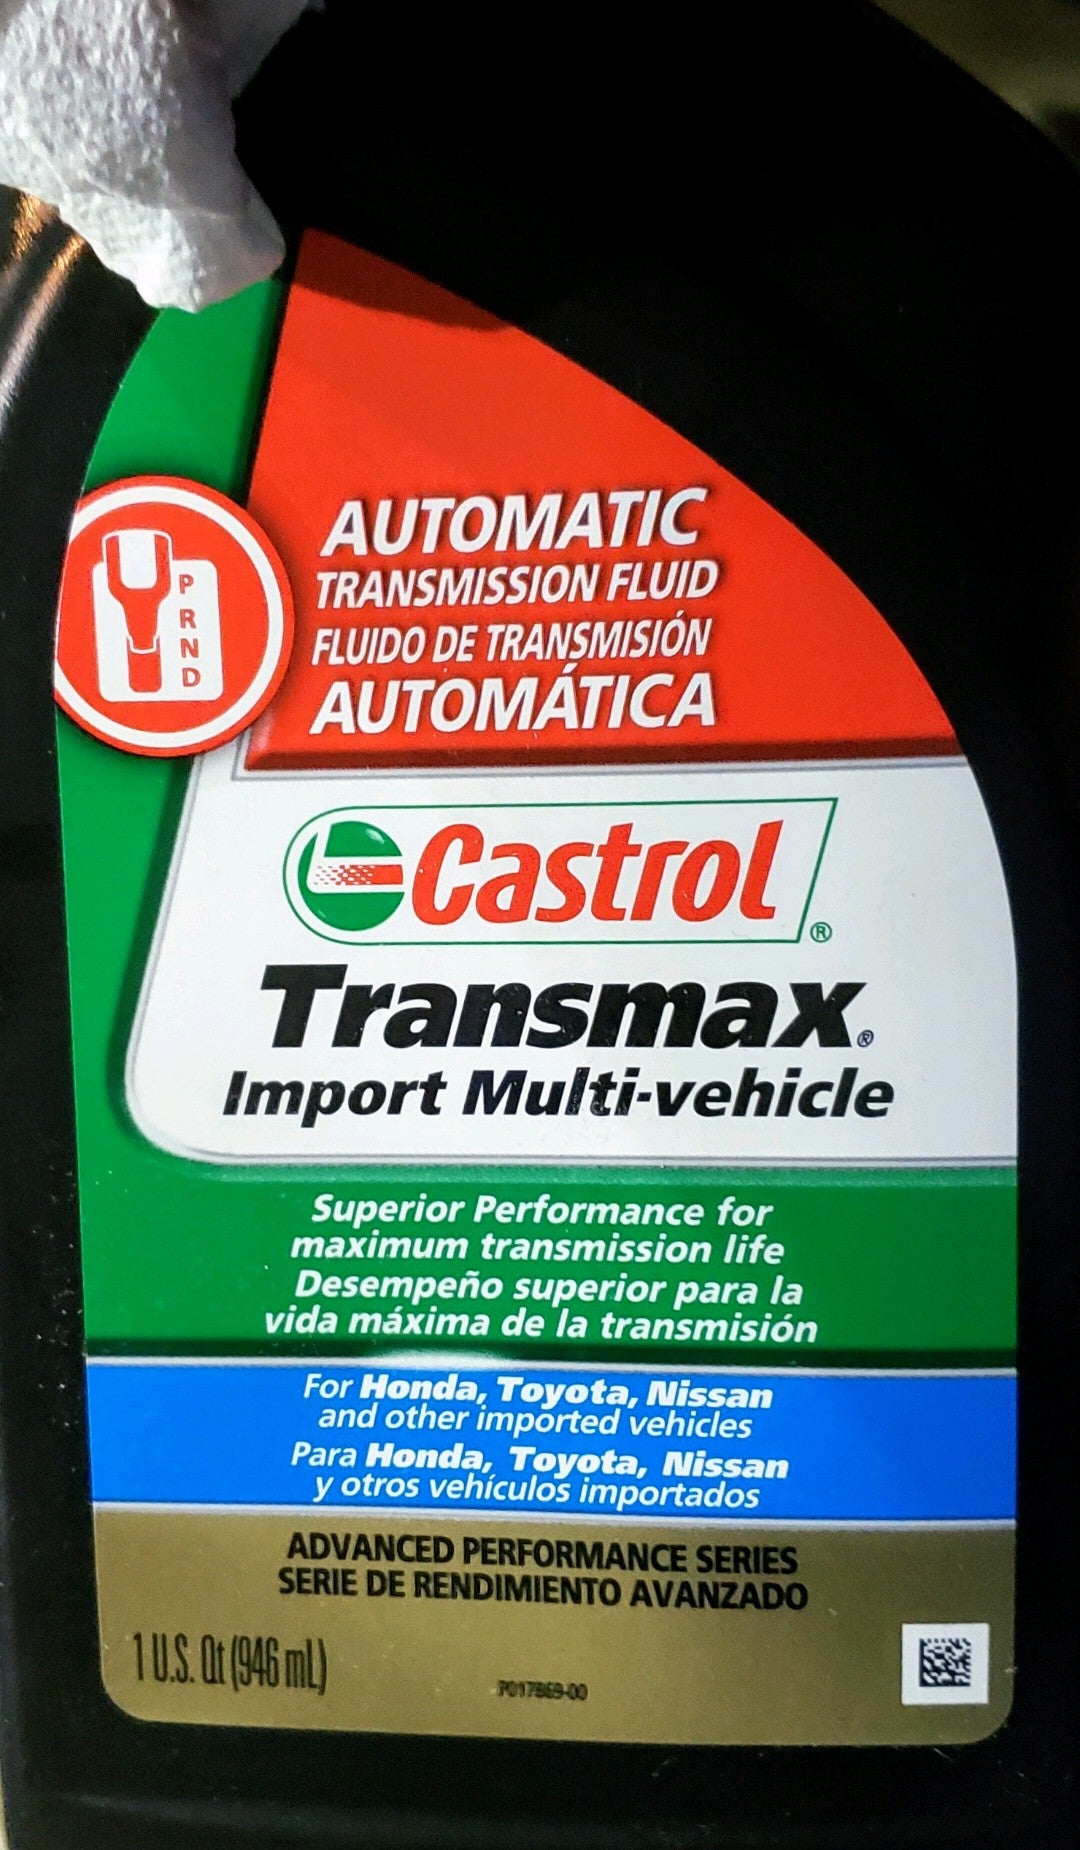 AUTOMATIC
TRANSMISSION FLUID
FLUIDO DE TRANSMISIÓN
AUTOMÁTICA
P
R
N
D
Castrol®
Transmax®
Import Multi-vehicle
Superior Performance for
maximum transmission life
Desempeño superior para la
vida máxima de la transmisión
For Honda, Toyota, Nissan
and other imported vehicles
Para Honda, Toyota, Nissan
y otros vehículos importados
ADVANCED PERFORMANCE SERIES
SERIE DE RENDIMIENTO AVANZADO
1 U.S. Qt (946 mL)
P017869-00